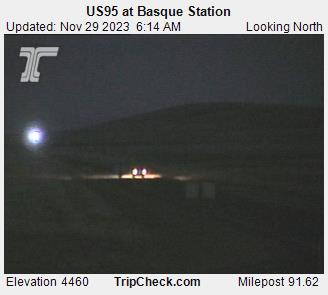 US95 at Basque Station
Updated: Nov 29 2023 6:14 AM Looking North
Elevation 4460 TripCheck.com Milepost 91.62